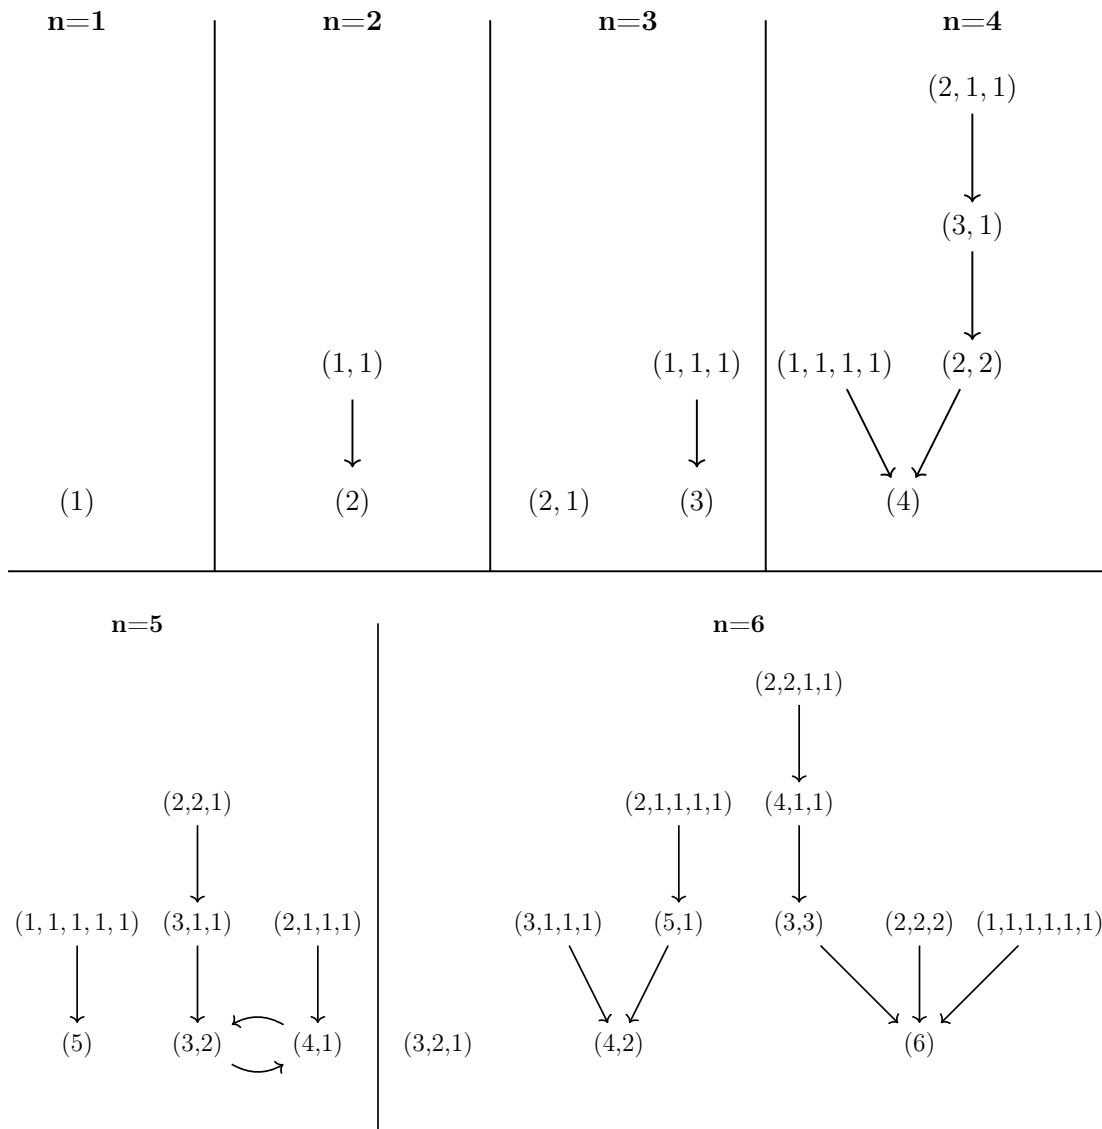 n=1 n=2 n=3 n=4
(2, 1, 1)
(3, 1)
(1, 1) (1, 1, 1) (1, 1, 1, 1) (2, 2)
(1) (2) (2, 1) (3) (4)
n=5 n=6
(2,2,1,1)
(2,2,1) (2,1,1,1,1) (4,1,1)
(1, 1, 1, 1, 1) (3,1,1) (2,1,1,1) (3,1,1,1) (5,1) (3,3) (2,2,2) (1,1,1,1,1,1)
(5) (3,2) (4,1) (3,2,1) (4,2) (6)